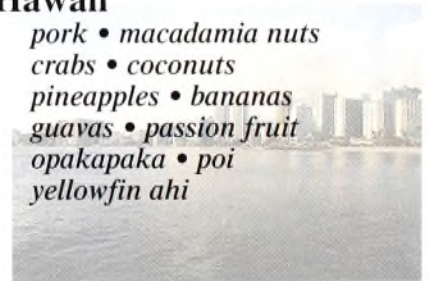 Hawaii
pork • macadamia nuts
crabs • coconuts
pineapples • bananas
guavas • passion fruit
opakapaka • poi
yellowfin ahi